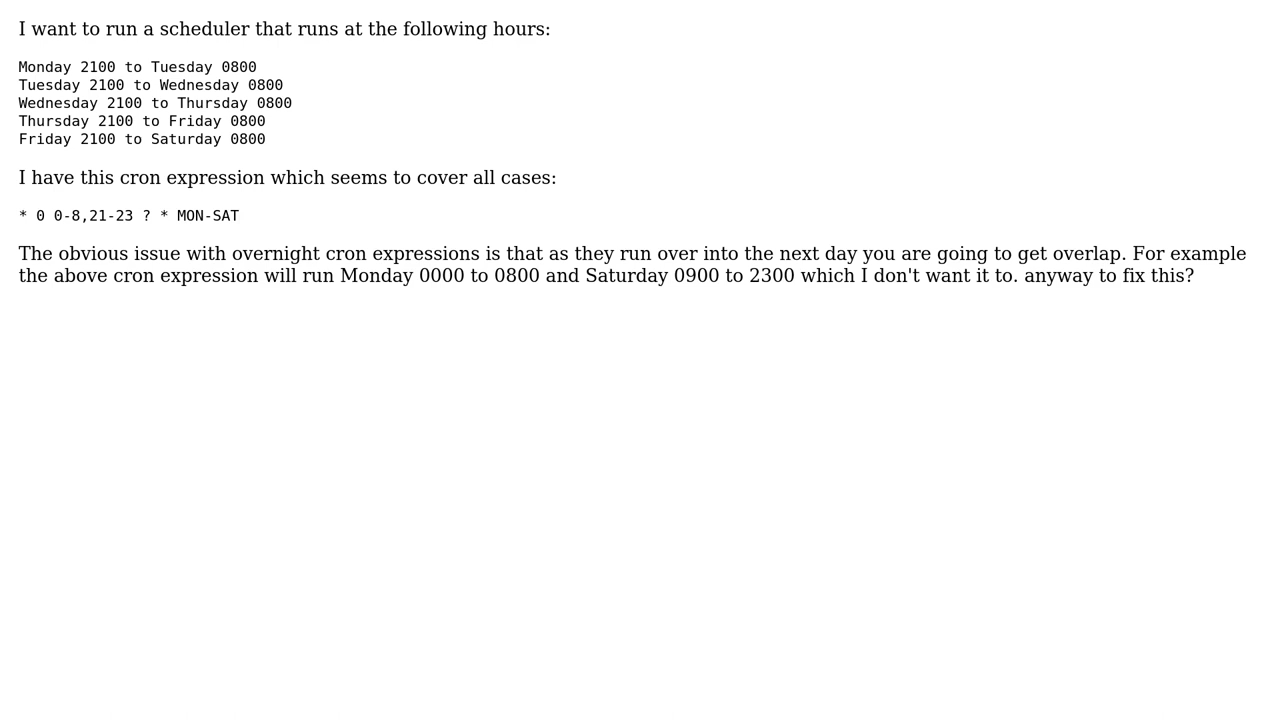 I want to run a scheduler that runs at the following hours:
Monday 2100 to Tuesday 0800
Tuesday 2100 to Wednesday 0800
Wednesday 2100 to Thursday 0800
Thursday 2100 to Friday 0800
Friday 2100 to Saturday 0800
I have this cron expression which seems to cover all cases:
* 0 0-8,21-23 ? * MON-SAT
The obvious issue with overnight cron expressions is that as they run over into the next day you are going to get overlap. For example
the above cron expression will run Monday 0000 to 0800 and Saturday 0900 to 2300 which I don't want it to. anyway to fix this?